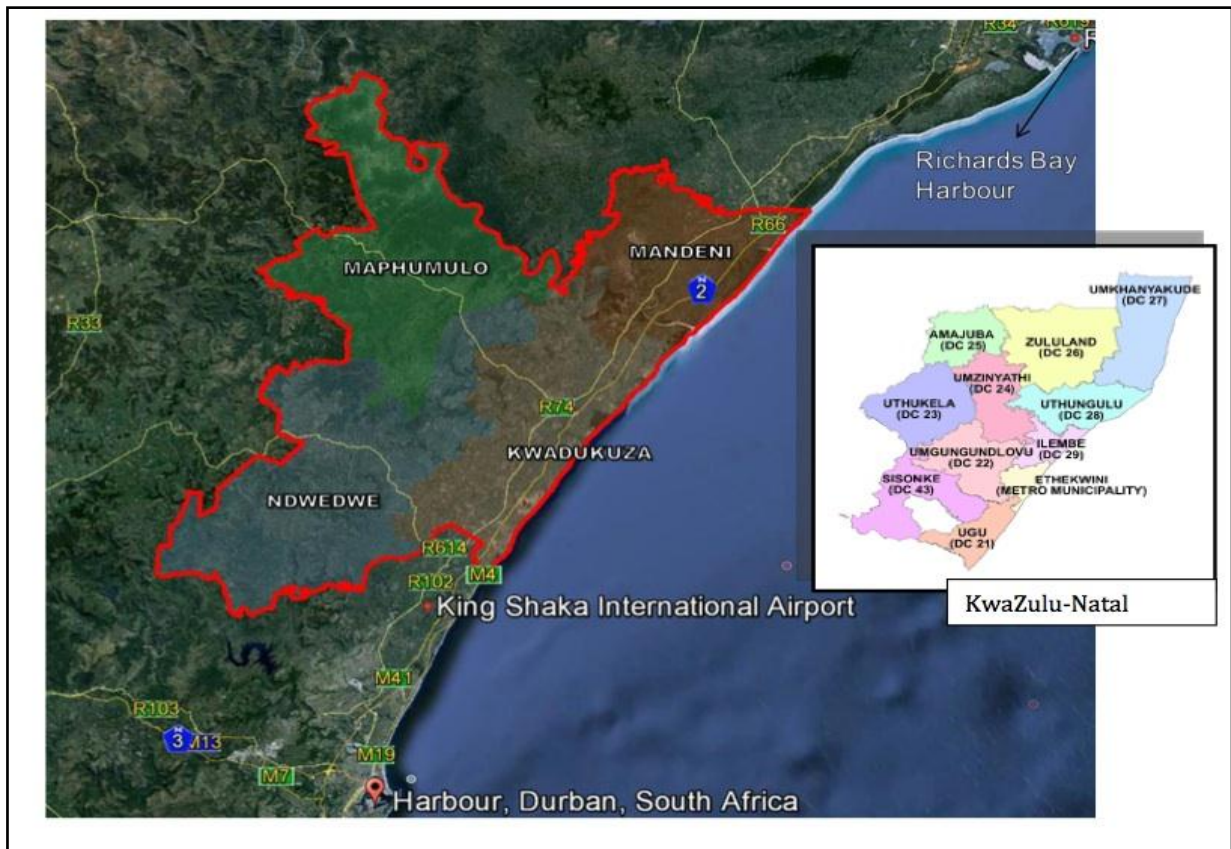 R34
Richards Bay
Harbour
R66
MANDENI
N
2
MAPHUMULO
R33
R74
KWADUKUZA
NDWEDWE
R614
M4
R102
King Shaka International Airport
M41
R103
N
3
M13
M19
M7
Harbour, Durban, South Africa
UMKHANYAKUDE
(DC 27)
AMAJUBA
(DC 25)
ZULULAND
(DC 26)
UMZINYATHI
(DC 24)
UTHUKELA
(DC 23)
UTHUNGULU
(DC 28)
ILEMBE
(DC 29)
UMGUNGUNDLOVU
(DC 22)
SISONKE
(DC 43)
ETHEKWINI
(METRO MUNICIPALITY)
UGU
(DC 21)
KwaZulu-Natal